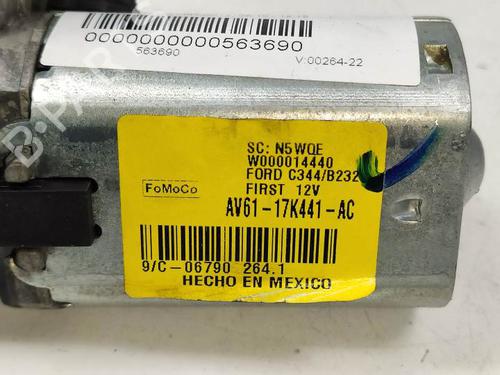 0000000000563690
563690
V:00264-22
B-PARTS
SC: N5WQE
W000014440
FORD C344/B232
FoMoCo
FIRST 12V
AV61-17K441-AC
9/C-06790 264.1
HECHO EN MEXICO